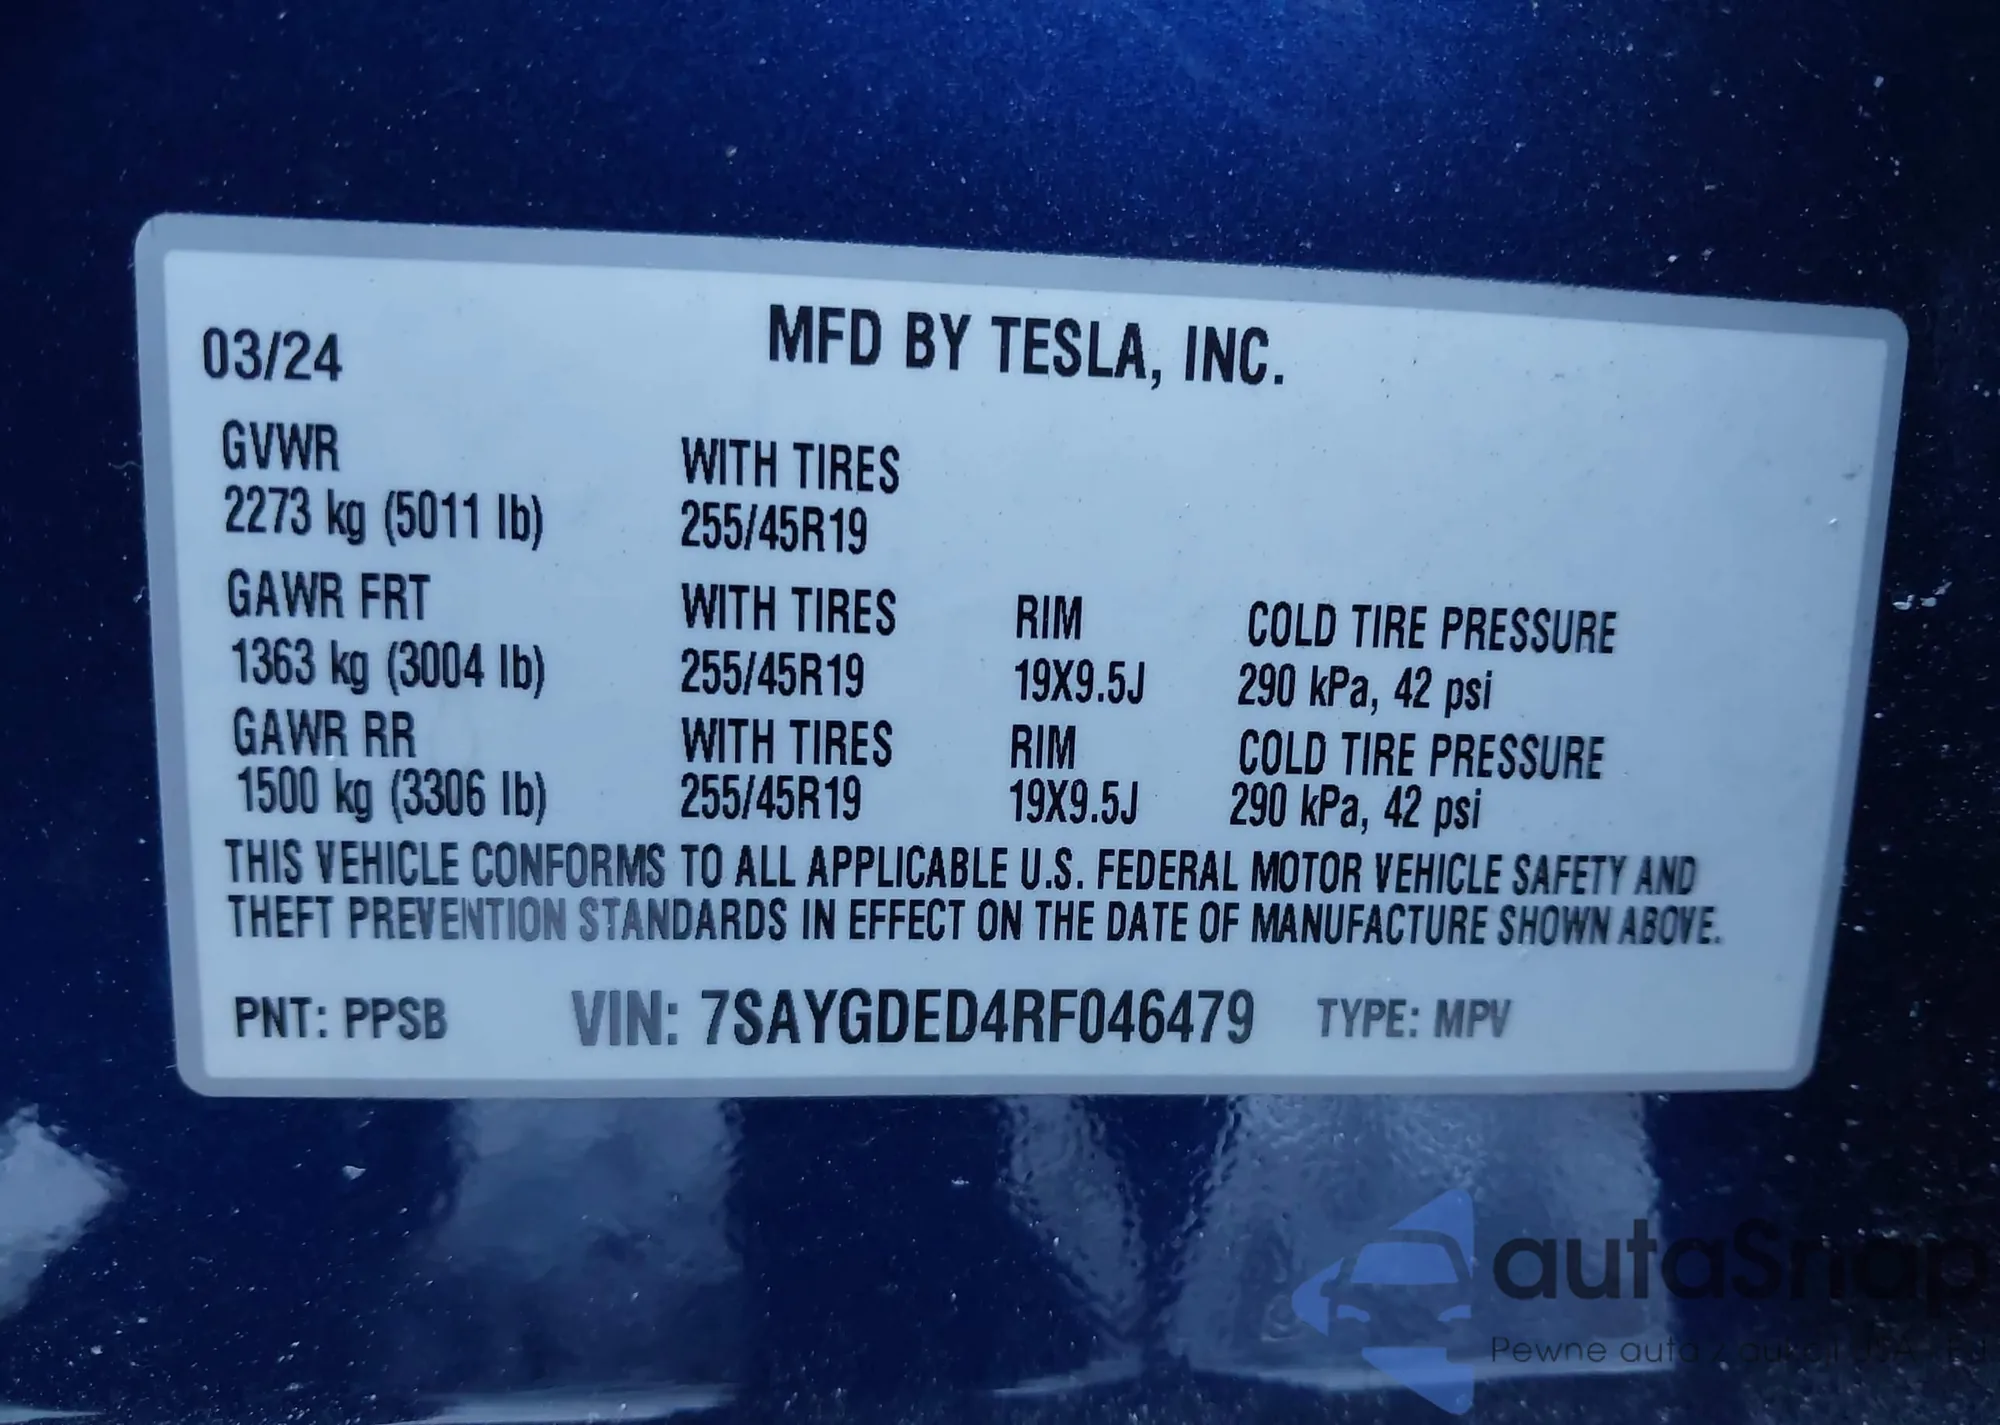 03/24 MFD BY TESLA, INC.
GVWR WITH TIRES
2273 kg (5011 lb) 255/45R19
GAWR FRT WITH TIRES RIM COLD TIRE PRESSURE
1363 kg (3004 lb) 255/45R19 19X9.5J 290 kPa, 42 psi
GAWR RR WITH TIRES RIM COLD TIRE PRESSURE
1500 kg (3306 lb) 255/45R19 19X9.5J 290 kPa, 42 psi
THIS VEHICLE CONFORMS TO ALL APPLICABLE U.S. FEDERAL MOTOR VEHICLE SAFETY AND
THEFT PREVENTION STANDARDS IN EFFECT ON THE DATE OF MANUFACTURE SHOWN ABOVE.
PNT: PPSB VIN: 7SAYGDED4RF046479 TYPE: MPV
autaSnap
Pewne auta z